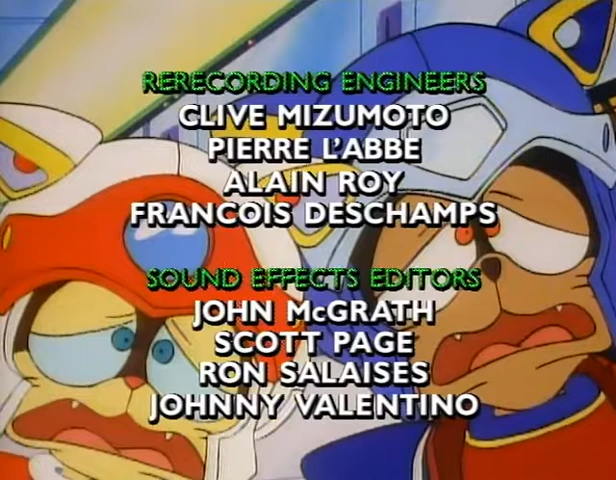 RERECORDING ENGINEERS
CLIVE MIZUMOTO
PIERRE L'ABBE
ALAIN ROY
FRANCOIS DESCHAMPS
SOUND EFFECTS EDITORS
JOHN McGRATH
SCOTT PAGE
RON SALAISES
JOHNNY VALENTINO